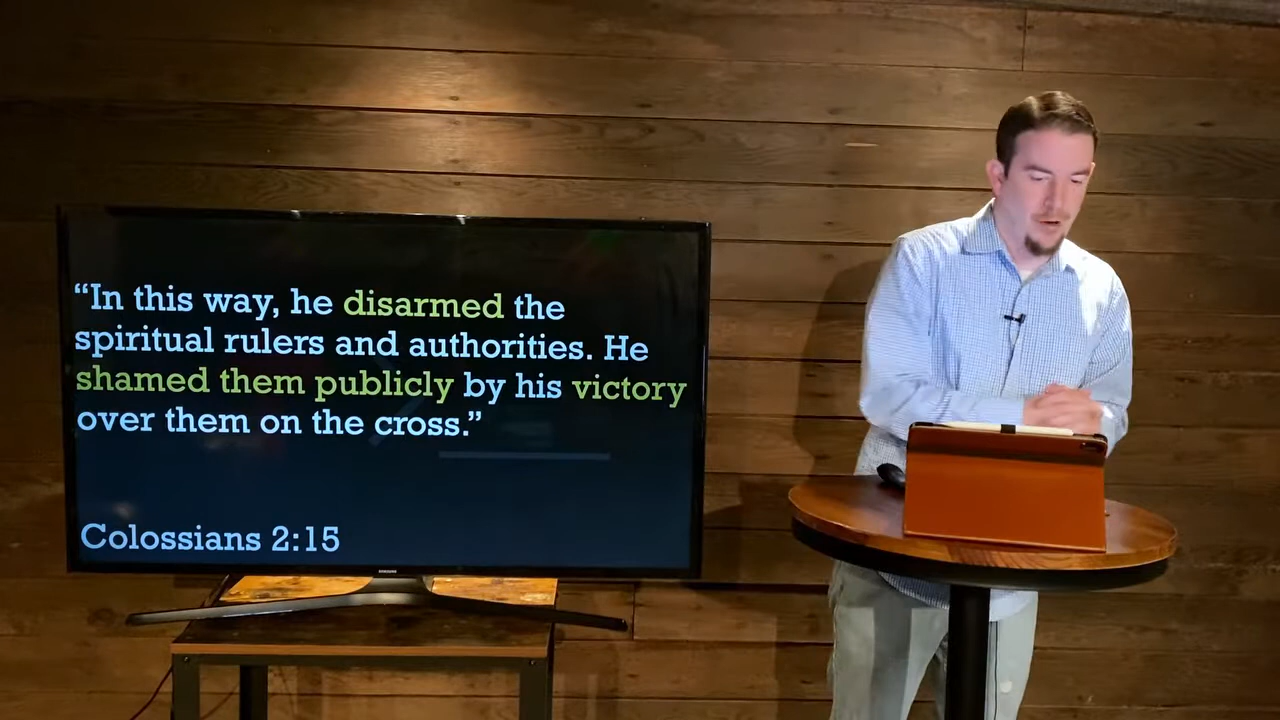 “In this way, he disarmed the
spiritual rulers and authorities. He
shamed them publicly by his victory
over them on the cross.”
Colossians 2:15
SAMSUNG